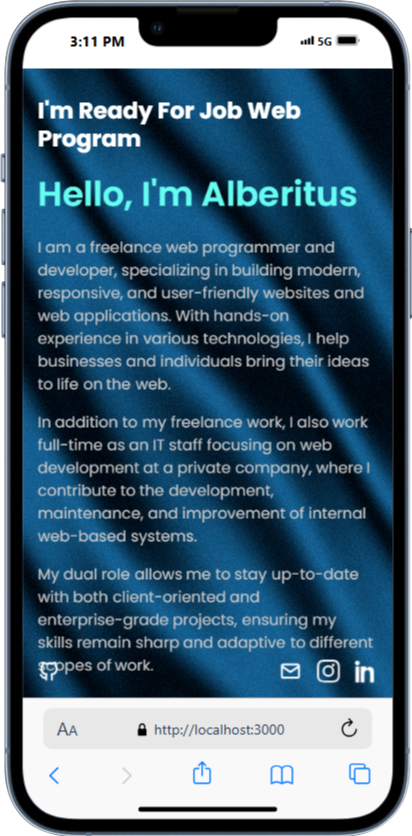 3:11 PM
5G
I'm Ready For Job Web
Program
Hello, I'm Alberitus
I am a freelance web programmer and
developer, specializing in building modern,
responsive, and user-friendly websites and
web applications. With hands-on
experience in various technologies, I help
businesses and individuals bring their ideas
to life on the web.
In addition to my freelance work, I also work
full-time as an IT staff focusing on web
development at a private company, where I
contribute to the development,
maintenance, and improvement of internal
web-based systems.
My dual role allows me to stay up-to-date
with both client-oriented and
enterprise-grade projects, ensuring my
skills remain sharp and adaptive to different
scopes of work.
in
AA
http://localhost:3000